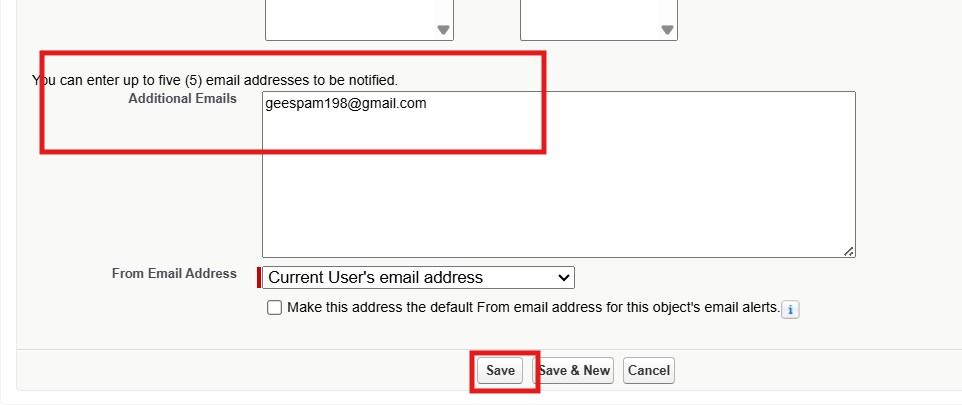 You can enter up to five (5) email addresses to be notified.
Additional Emails geespam198@gmail.com
From Email Address Current User's email address
Make this address the default From email address for this object's email alerts. i
Save Save & New Cancel